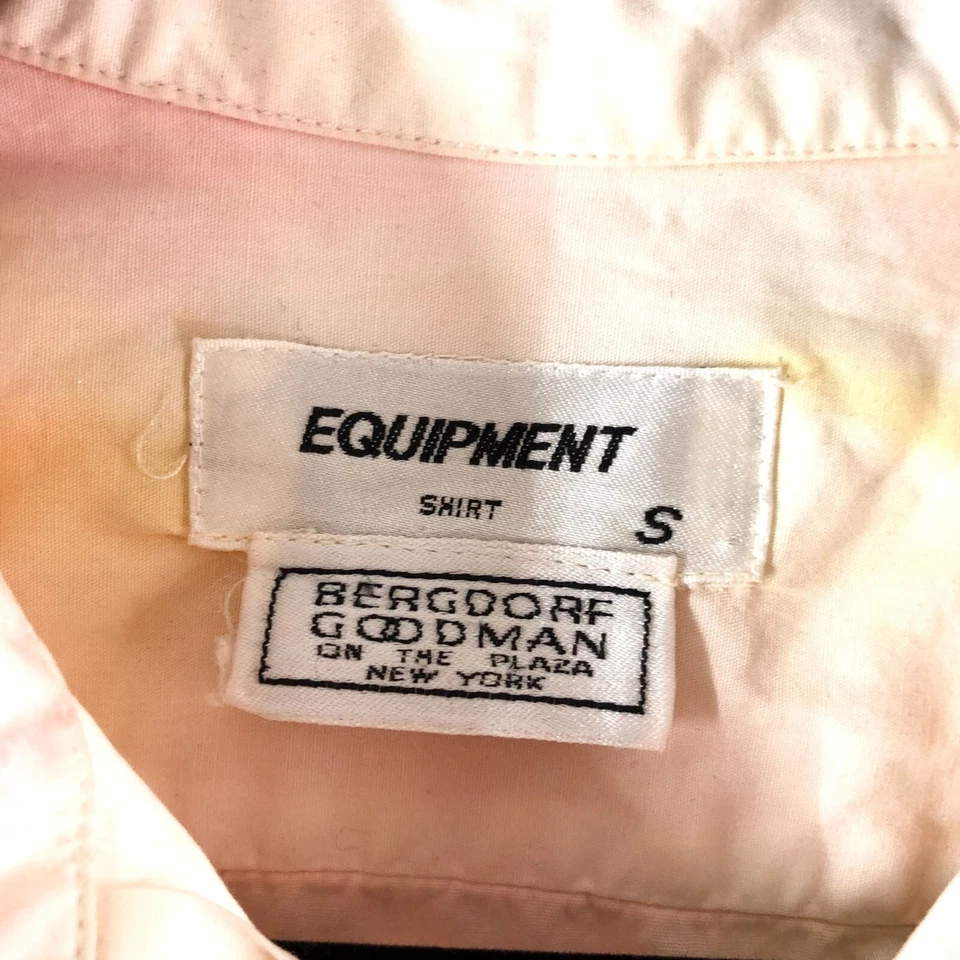 EQUIPMENT
SHIRT
S
BERGDORF
GOODMAN
ON THE PLAZA
NEW YORK